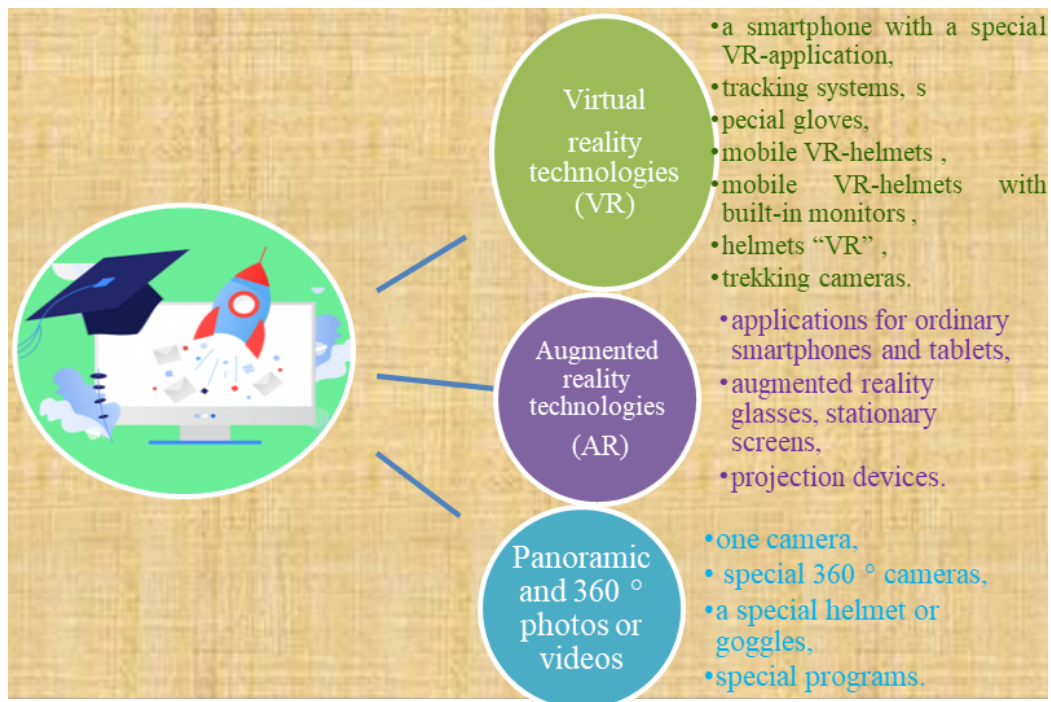 Virtual
reality
technologies
(VR)
•a smartphone with a special
VR-application,
•tracking systems, s
•pecial gloves,
•mobile VR-helmets ,
•mobile VR-helmets with
built-in monitors ,
•helmets “VR” ,
•trekking cameras.
Augmented
reality
technologies
(AR)
•applications for ordinary
smartphones and tablets,
•augmented reality
glasses, stationary
screens,
•projection devices.
Panoramic
and 360 °
photos or
videos
•one camera,
• special 360 ° cameras,
•a special helmet or
goggles,
•special programs.